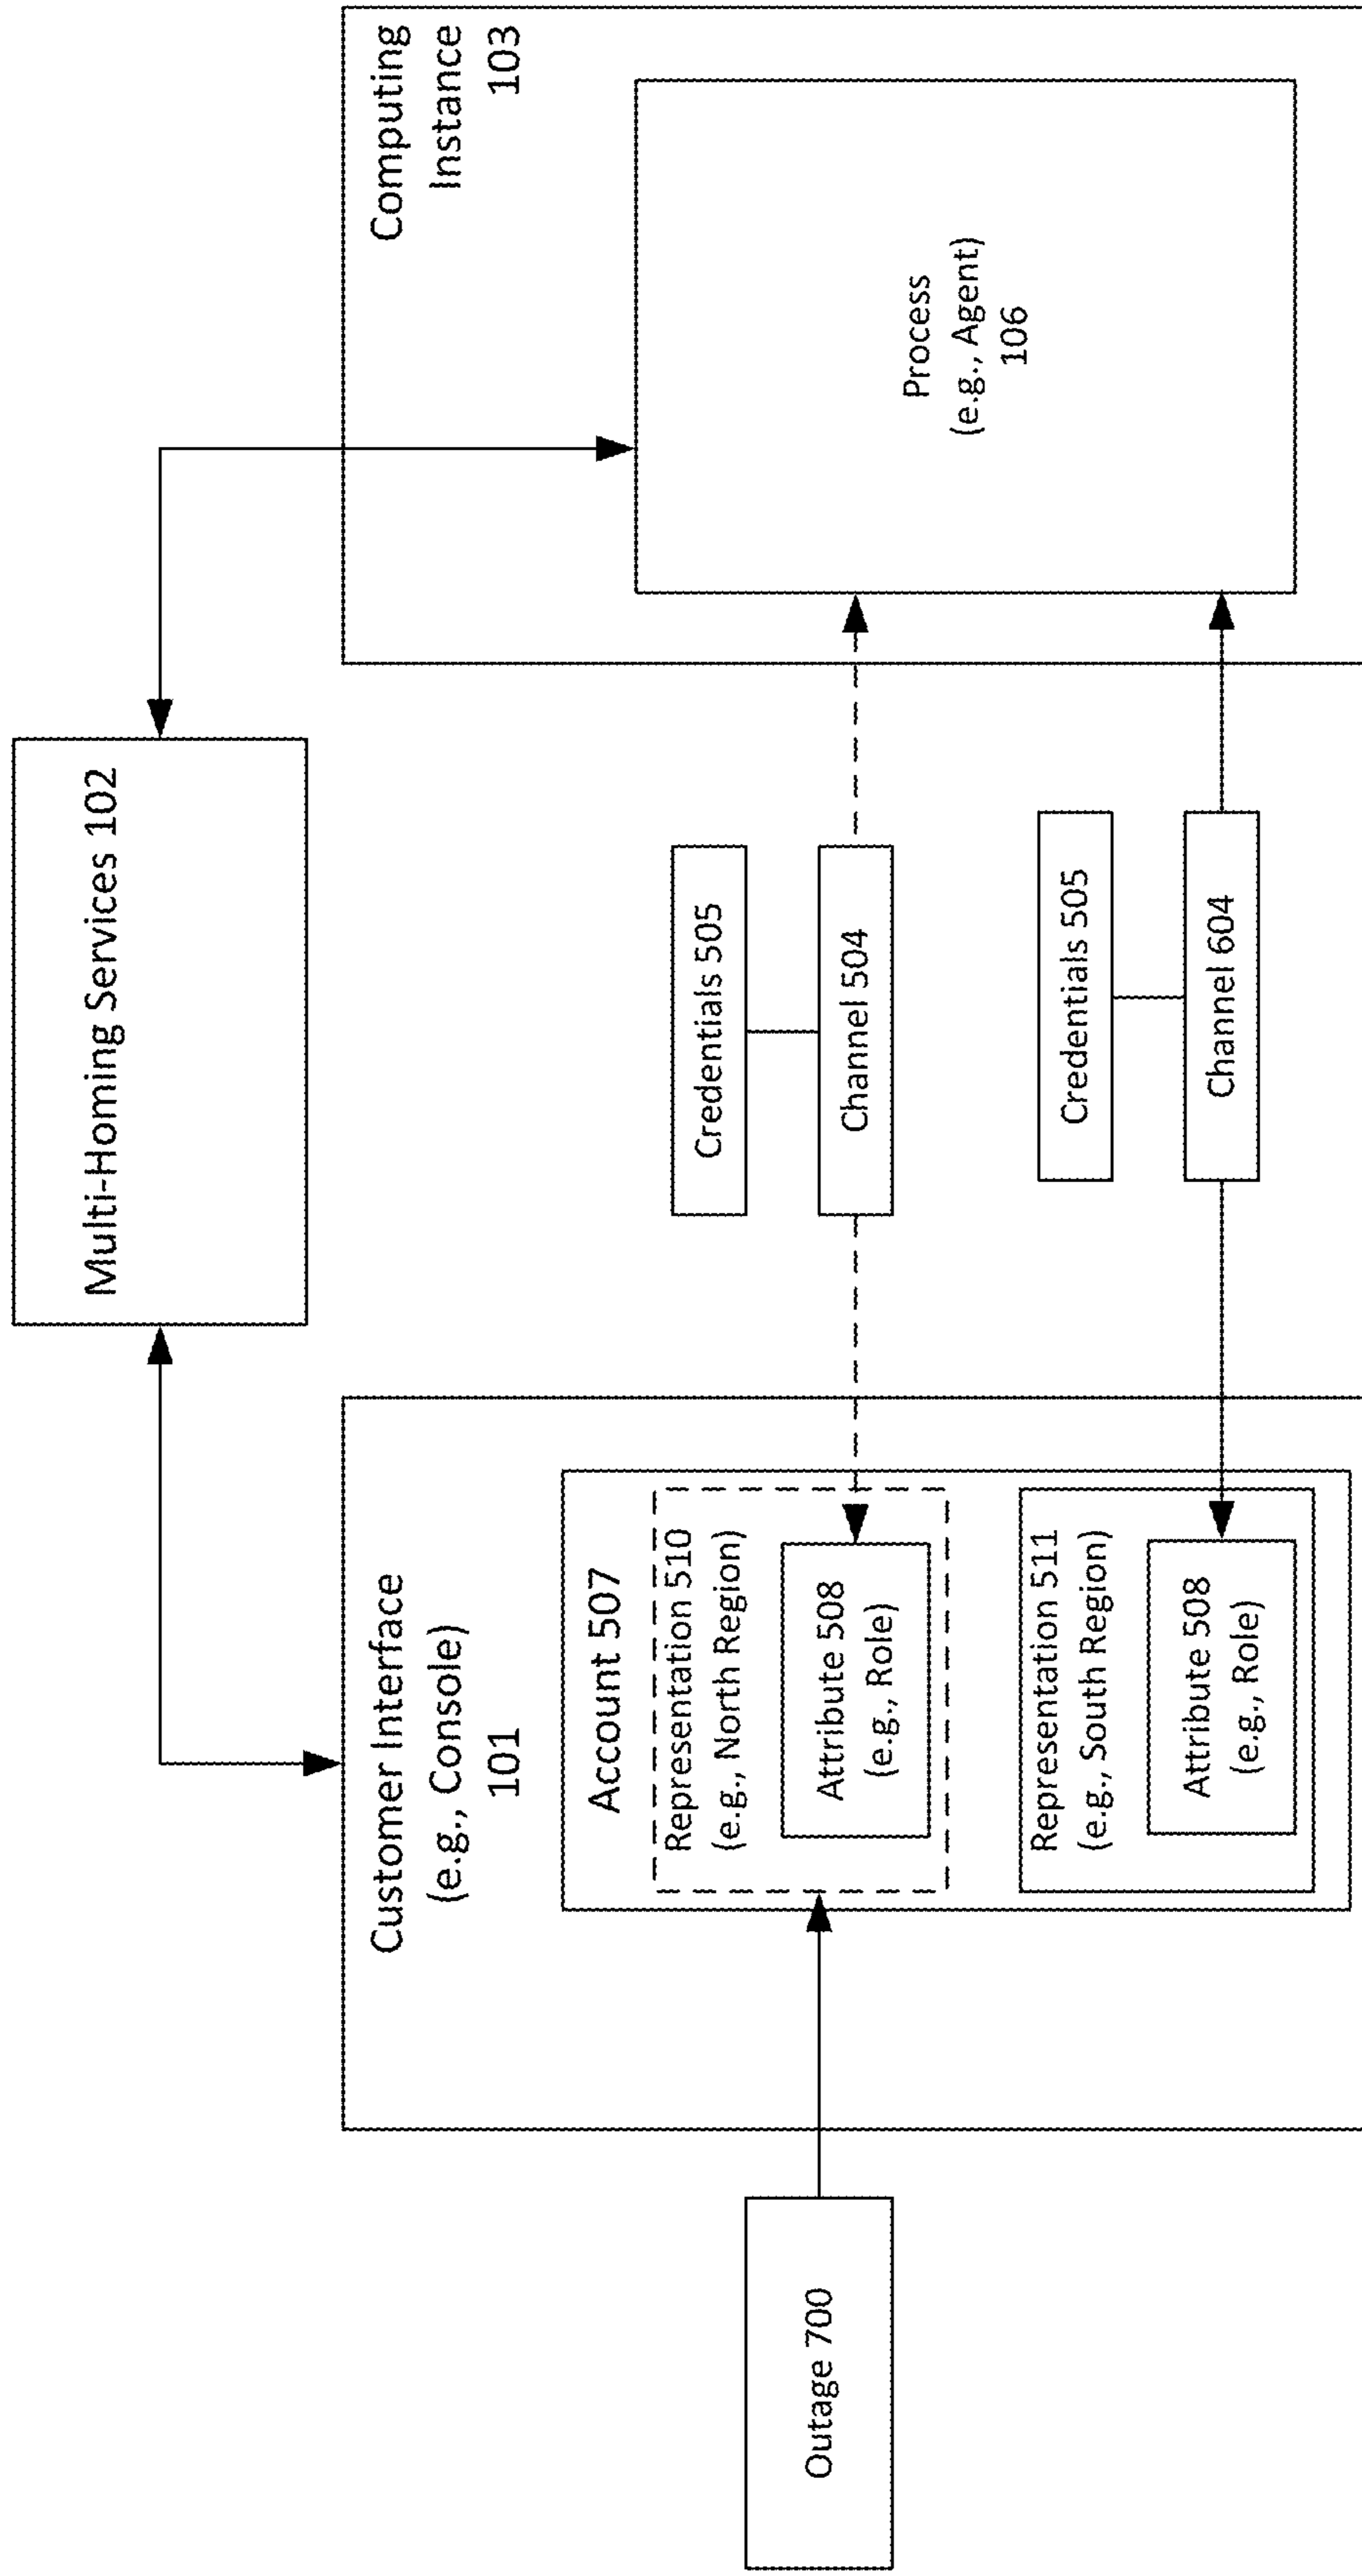 Multi-Homing Services 102
Customer Interface
(e.g., Console)
101
Account 507
Representation 510
(e.g., North Region)
Attribute 508
(e.g., Role)
Representation 511
(e.g., South Region)
Attribute 508
(e.g., Role)
Outage 700
Credentials 505
Channel 504
Credentials 505
Channel 604
Computing
Instance
103
Process
(e.g., Agent)
106